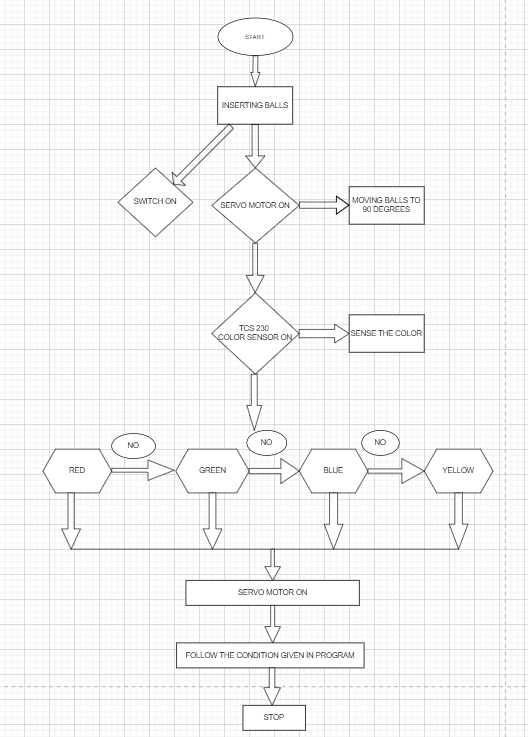 START
INSERTING BALLS
SWITCH ON
SERVO MOTOR ON
MOVING BALLS TO
90 DEGREES
TCS 230
COLOR SENSOR ON
SENSE THE COLOR
NO
NO
NO
RED
GREEN
BLUE
YELLOW
SERVO MOTOR ON
FOLLOW THE CONDITION GIVEN IN PROGRAM
STOP